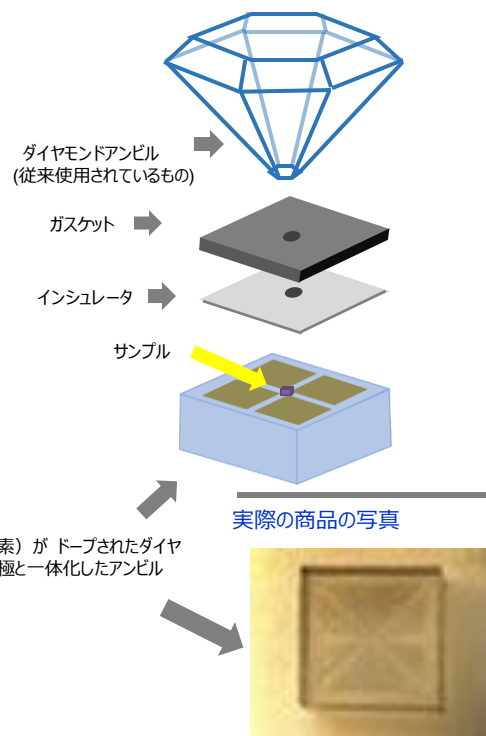 ダイヤモンドアンビル
(従来使用されているもの)
ガスケット
インシュレータ
サンプル
実際の商品の写真
素）が ドープされたダイヤ
極と一体化したアンビル